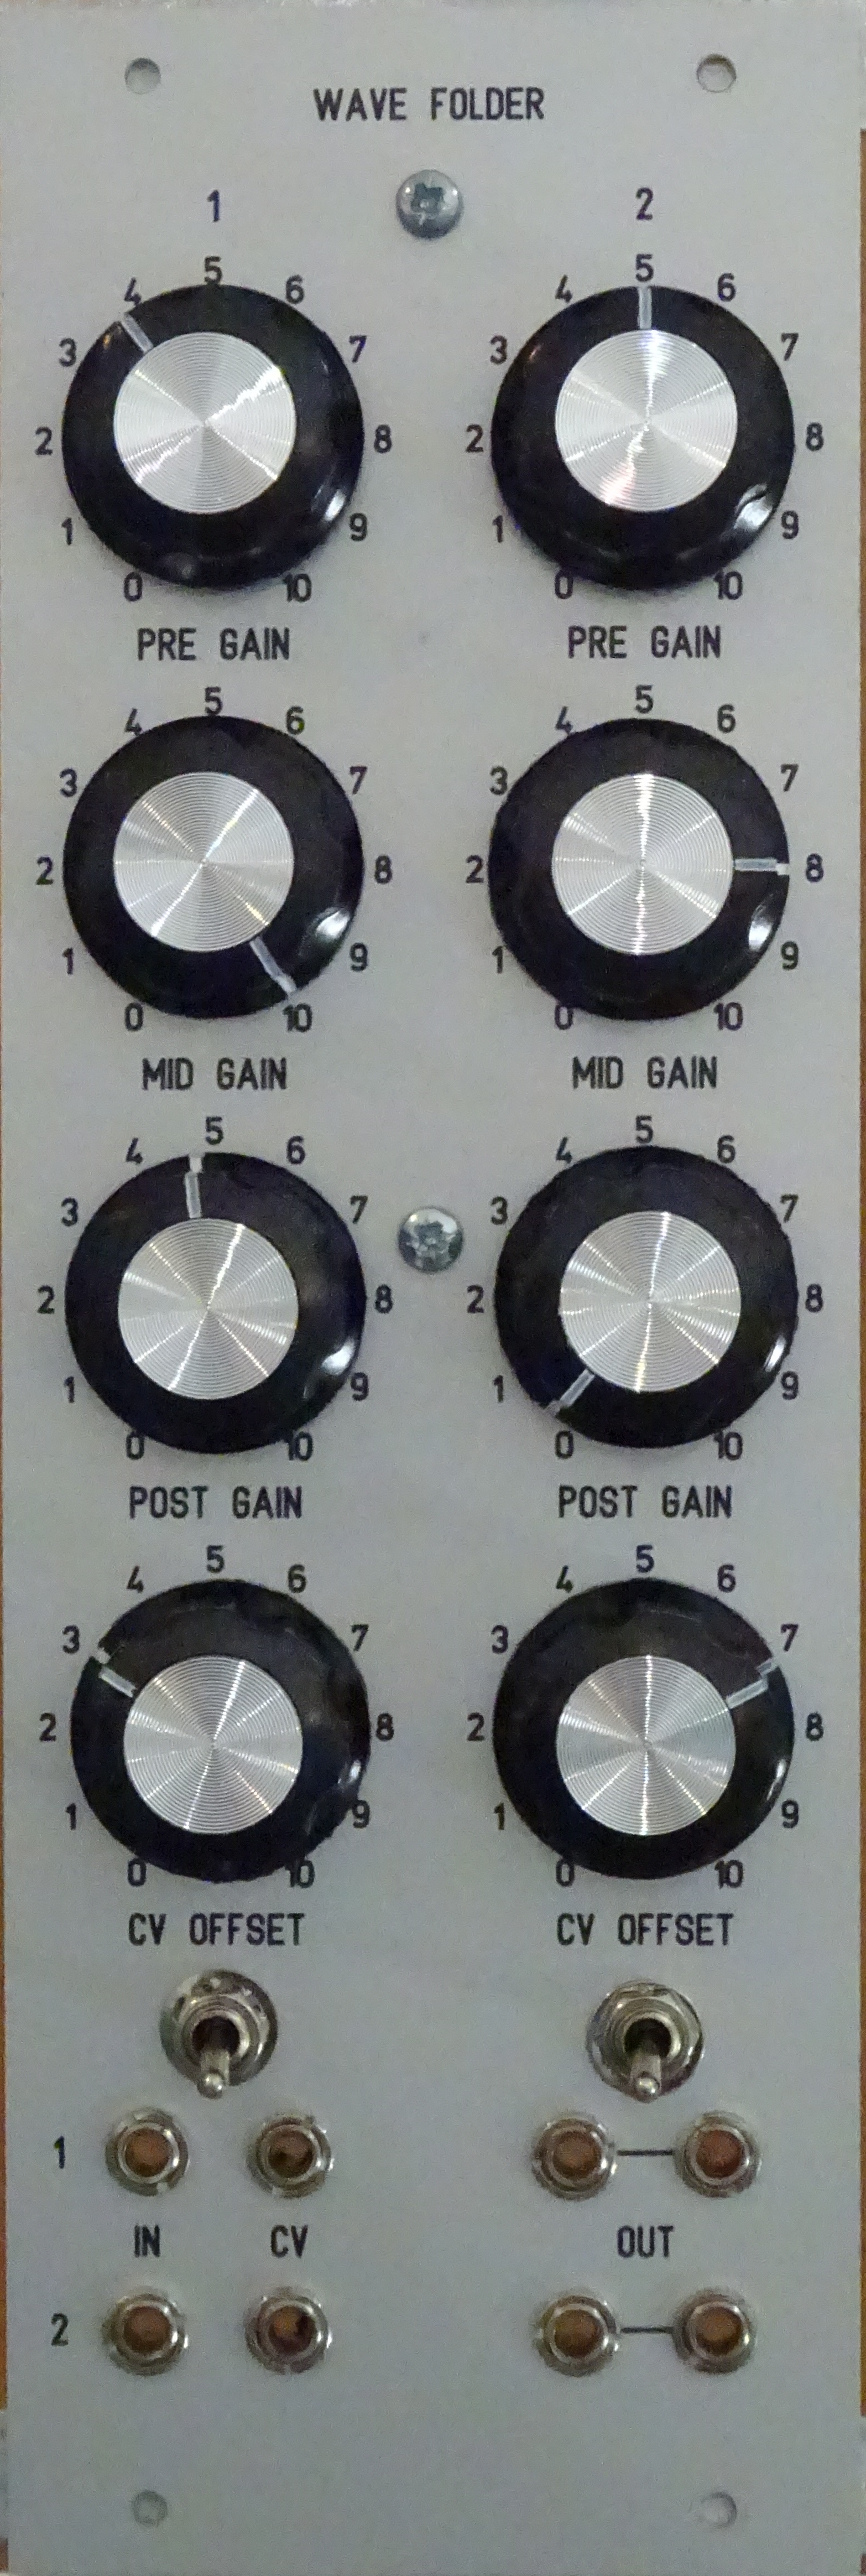 WAVE FOLDER
1 2
5 5
4 6 4 6
3 7 3 7
2 8 2 8
1 9 1 9
0 10 0 10
PRE GAIN PRE GAIN
5 5
4 6 4 6
3 7 3 7
2 8 2 8
1 9 1 9
0 10 0 10
MID GAIN MID GAIN
5 5
4 6 4 6
3 7 3 7
2 8 2 8
1 9 1 9
0 10 0 10
POST GAIN POST GAIN
5 5
4 6 4 6
3 7 3 7
2 8 2 8
1 9 1 9
0 10 0 10
CV OFFSET CV OFFSET
1
IN CV OUT
2